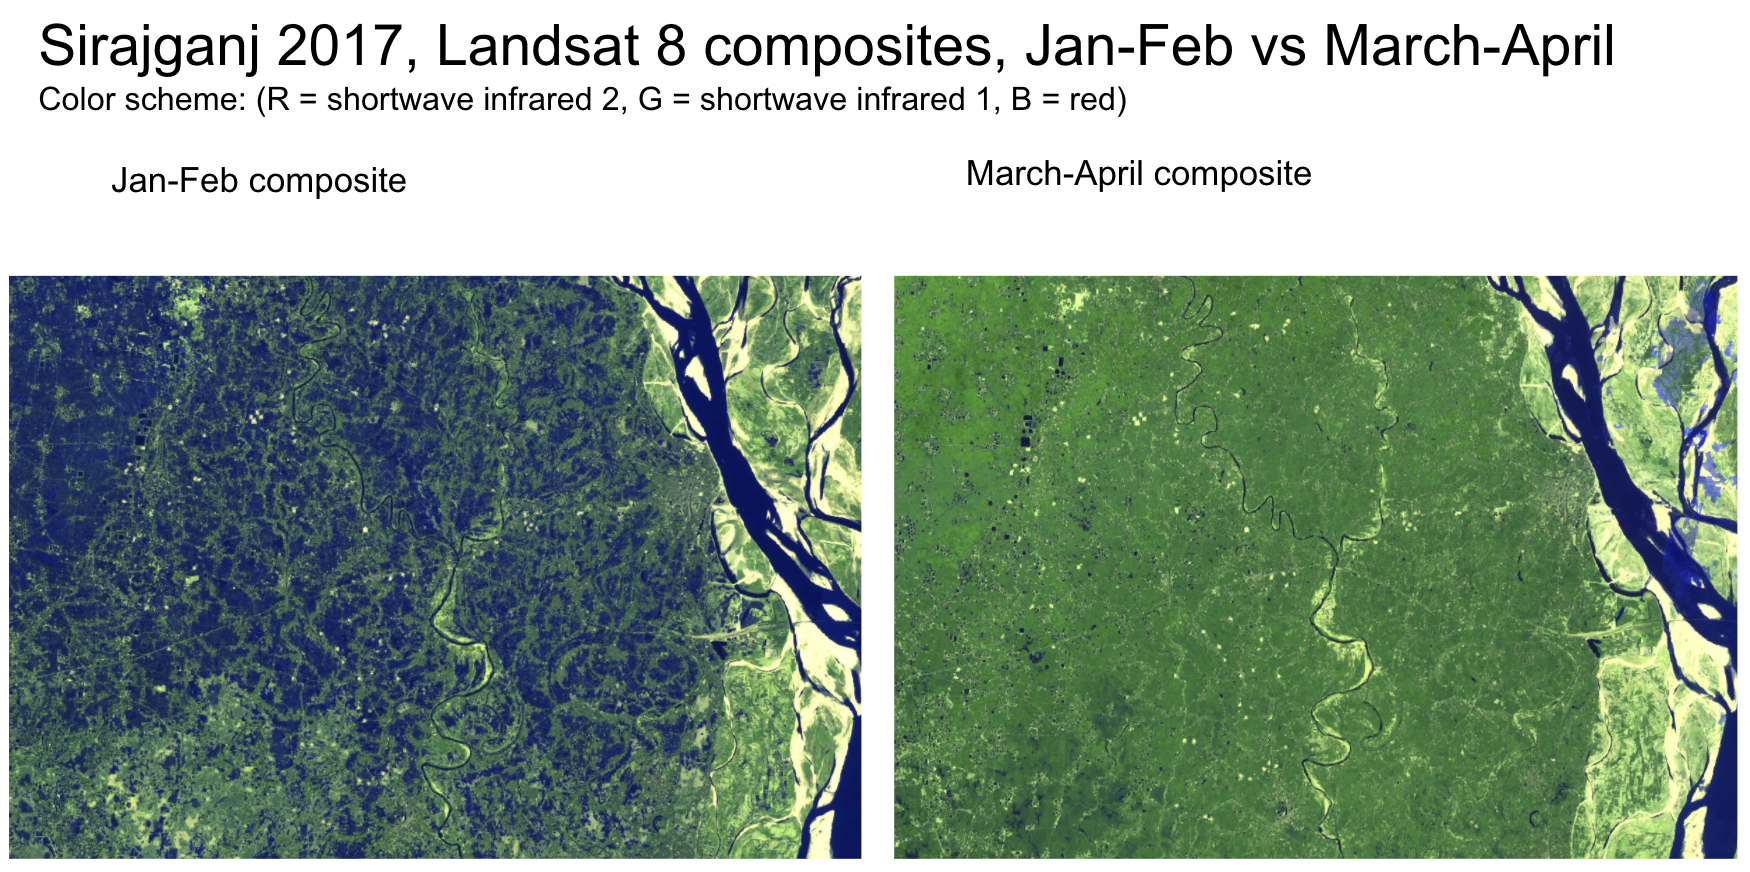 Sirajganj 2017, Landsat 8 composites, Jan-Feb vs March-April
Color scheme: (R = shortwave infrared 2, G = shortwave infrared 1, B = red)
Jan-Feb composite
March-April composite